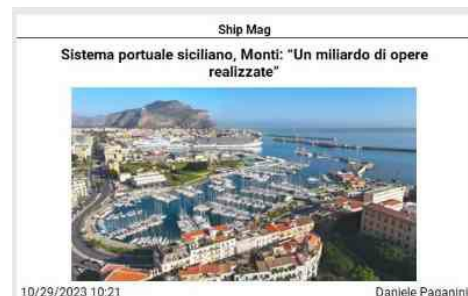 Ship Mag
Sistema portuale siciliano, Monti: “Un miliardo di opere
realizzate”
10/29/2023 10:21
Daniele Paganini